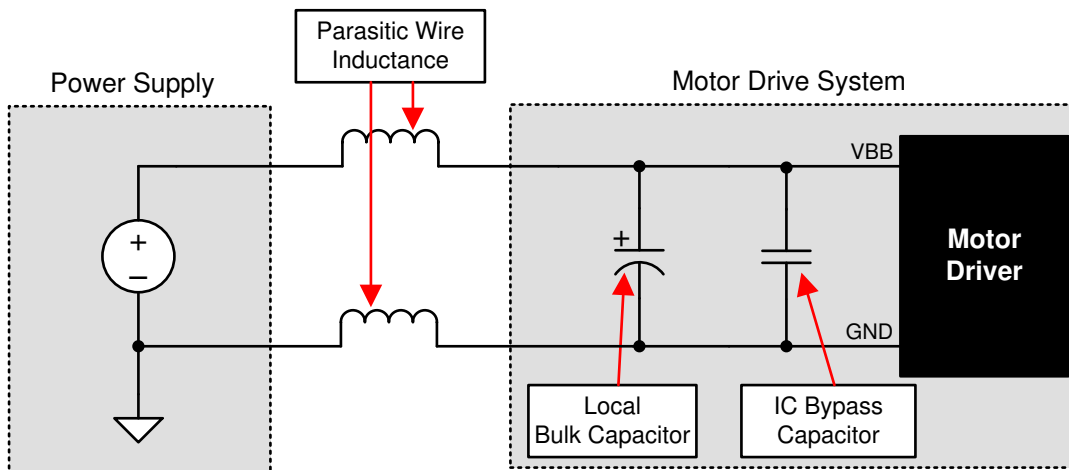 Parasitic Wire
Inductance
Power Supply
Motor Drive System
VBB
+
–
+
Motor
Driver
GND
Local
Bulk Capacitor
IC Bypass
Capacitor